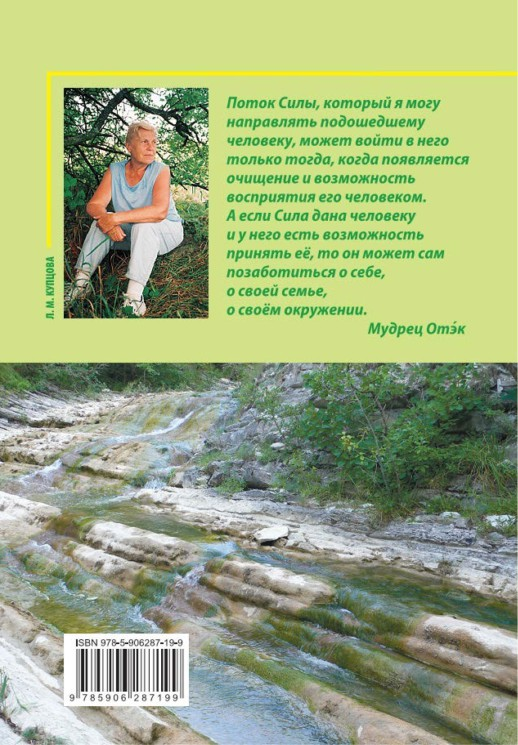 Поток Силы, который я могу
направлять подошедшему
человеку, может войти в него
только тогда, когда появляется
очищение и возможность
восприятия его человеком.
А если Сила дана человеку
и у него есть возможность
принять её, то он может сам
позаботиться о себе,
о своей семье,
о своём окружении.
Мудрец Отэ́к
Л. М. КУПЦОВА
ISBN 978-5-906287-19-9
9 785906 287199